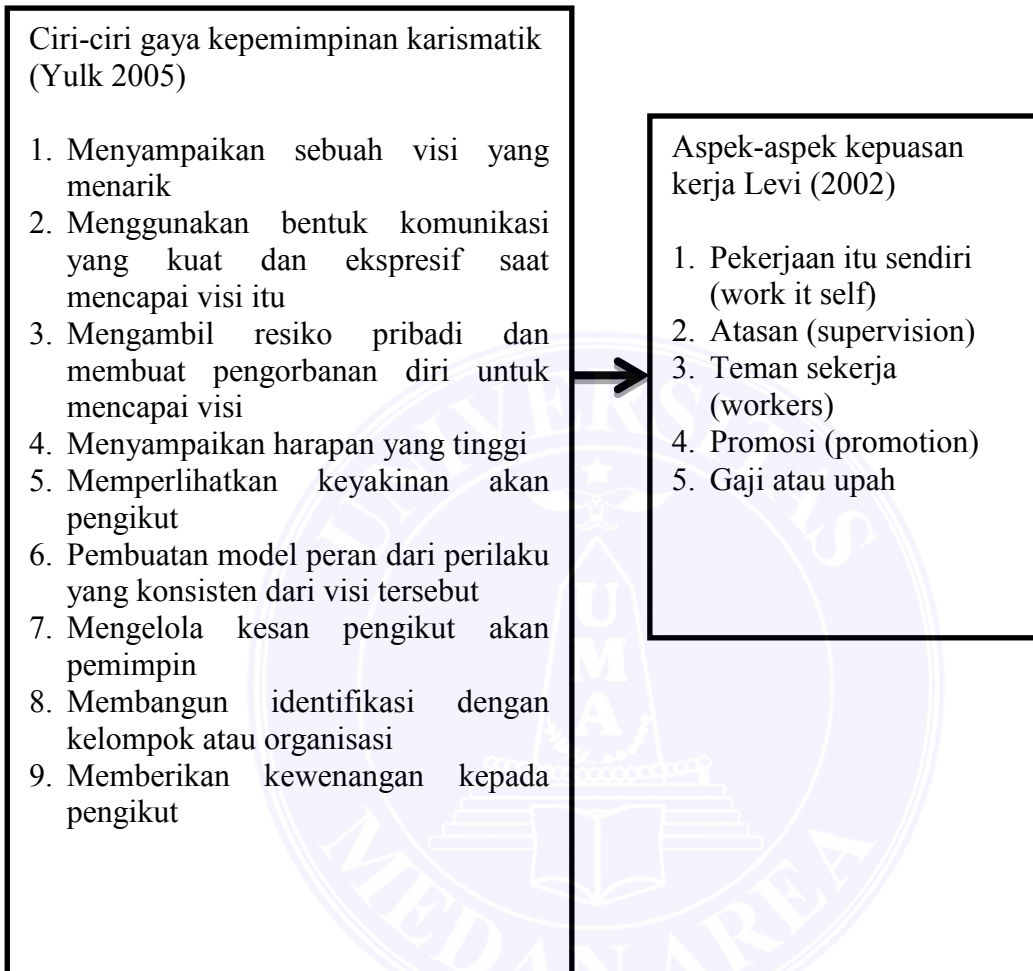 Ciri-ciri gaya kepemimpinan karismatik
(Yulk 2005)
1. Menyampaikan sebuah visi yang
menarik
2. Menggunakan bentuk komunikasi
yang kuat dan ekspresif saat
mencapai visi itu
3. Mengambil resiko pribadi dan
membuat pengorbanan diri untuk
mencapai visi
4. Menyampaikan harapan yang tinggi
5. Memperlihatkan keyakinan akan
pengikut
6. Pembuatan model peran dari perilaku
yang konsisten dari visi tersebut
7. Mengelola kesan pengikut akan
pemimpin
8. Membangun identifikasi dengan
kelompok atau organisasi
9. Memberikan kewenangan kepada
pengikut
Aspek-aspek kepuasan
kerja Levi (2002)
1. Pekerjaan itu sendiri
(work it self)
2. Atasan (supervision)
3. Teman sekerja
(workers)
4. Promosi (promotion)
5. Gaji atau upah
UNIVERSITAS
UMA
MEDAN AREA